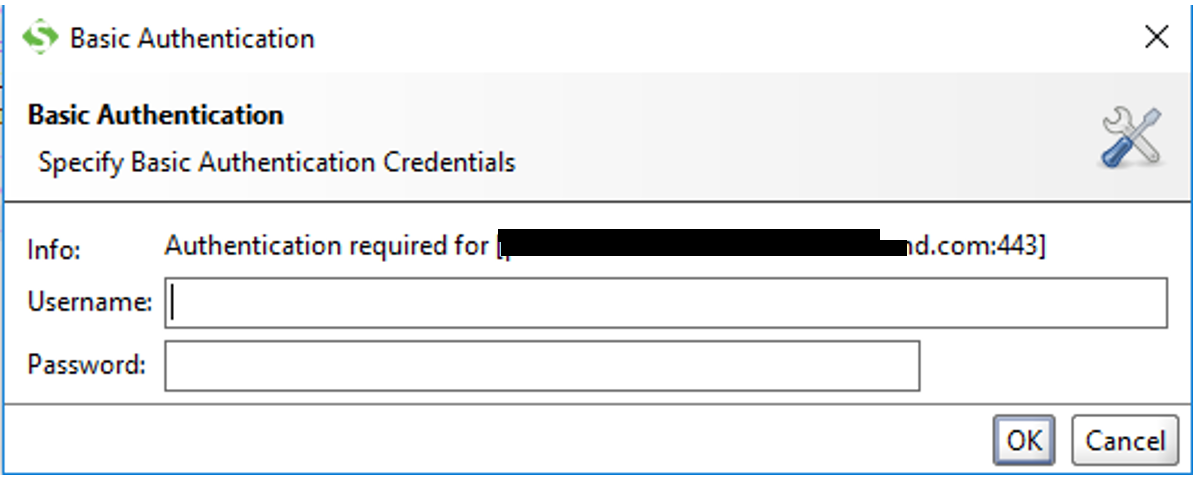 Basic Authentication
Basic Authentication
Specify Basic Authentication Credentials
Info: Authentication required for [ nd.com:443]
Username:
Password:
OK Cancel